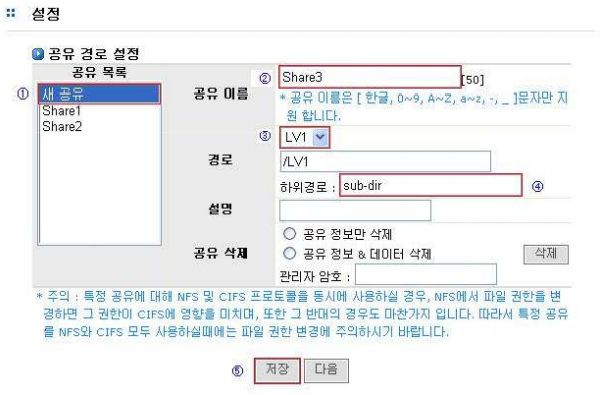 설정
공유 경로 설정
공유 목록
① 새 공유
Share1
Share2
공유 이름 ② Share3 [50]
* 공유 이름은 [ 한글, 0~9, A~Z, a~z, -, _ ]문자만 지
원 합니다.
③ LV1
경로 /LV1
하위경로 : sub-dir ④
설명
공유 정보만 삭제
공유 삭제 공유 정보 & 데이터 삭제 삭제
관리자 암호 :
* 주의 : 특정 공유에 대해 NFS 및 CIFS 프로토콜을 동시에 사용하실 경우, NFS에서 파일 권한을 변
경하면 그 권한이 CIFS에 영향을 미치며, 또한 그 반대의 경우도 마찬가지 입니다. 따라서 특정 공유
를 NFS와 CIFS 모두 사용하실때에는 파일 권한 변경에 주의하시기 바랍니다.
⑤ 저장 다음